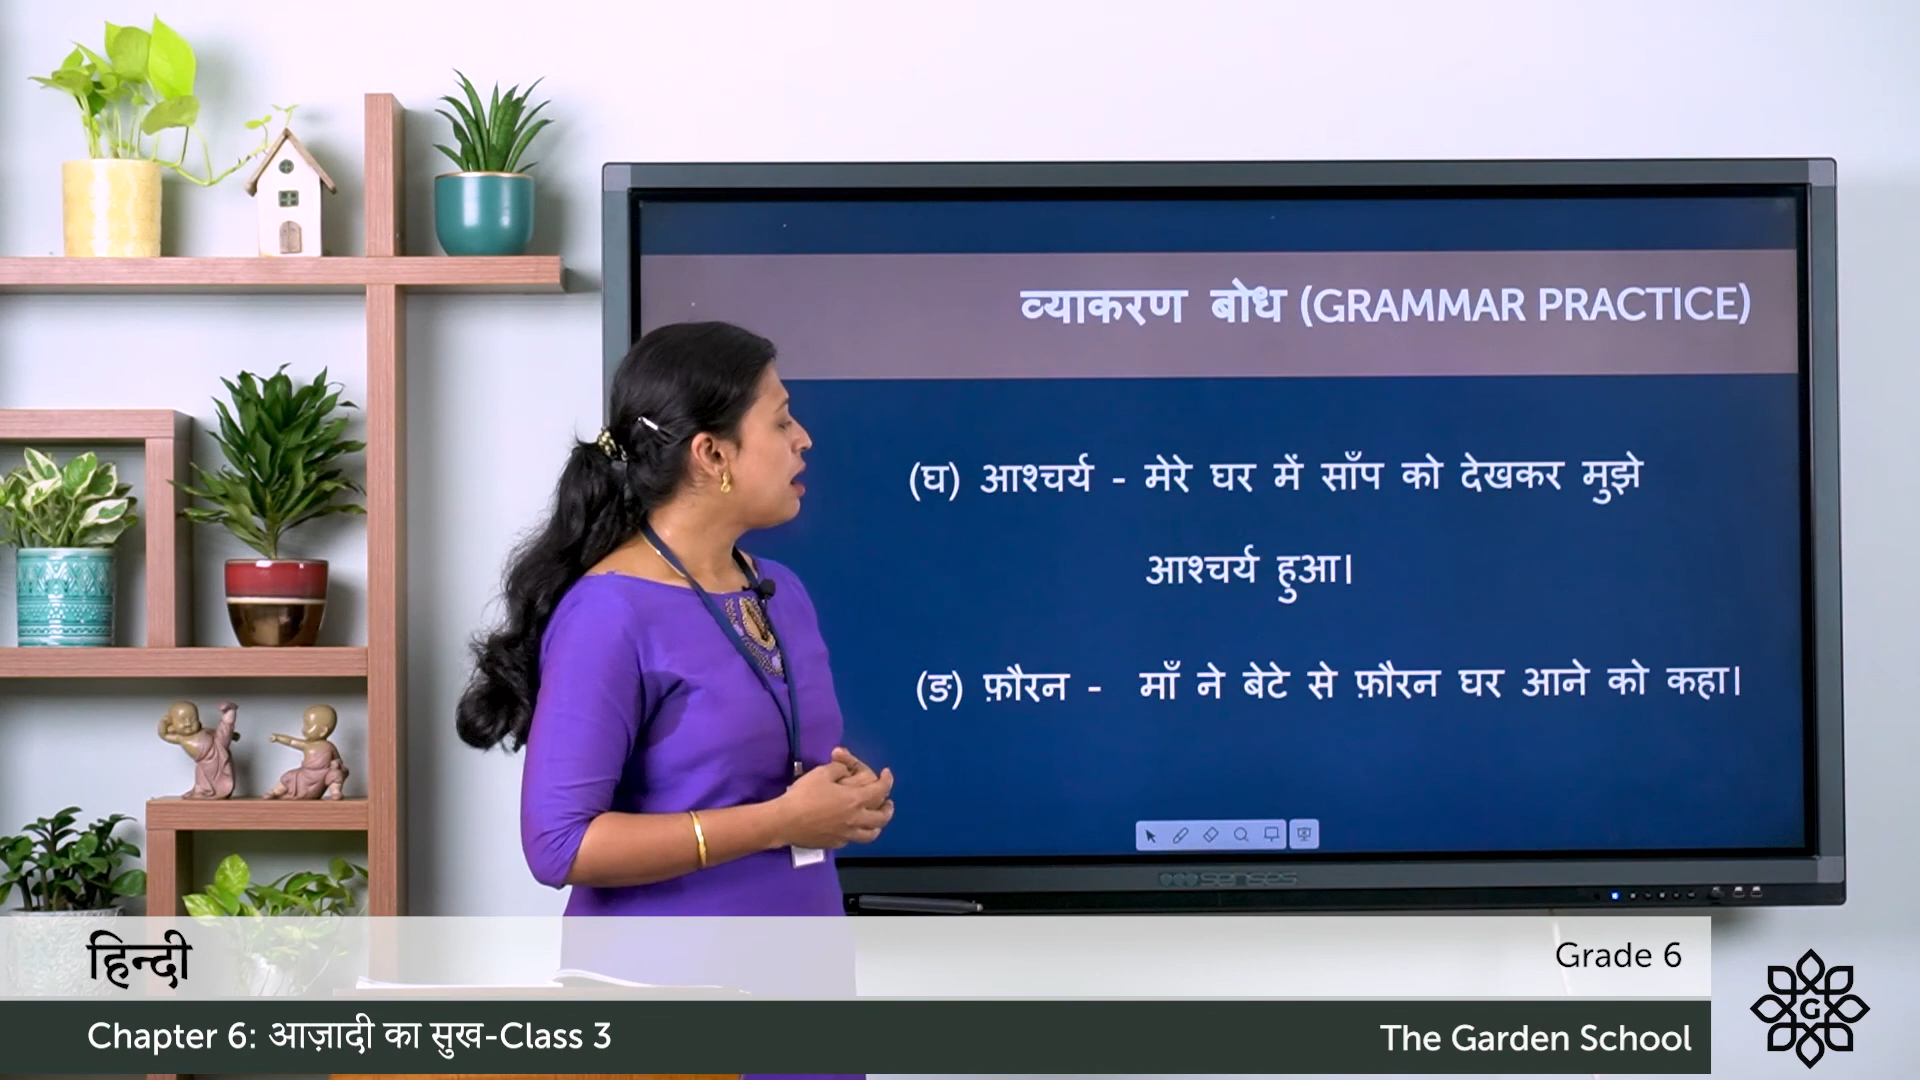 व्याकरण बोध (GRAMMAR PRACTICE)
(घ) आश्चर्य - मेरे घर में साँप को देखकर मुझे
आश्चर्य हुआ।
(ङ) फ़ौरन - माँ ने बेटे से फ़ौरन घर आने को कहा।
senses
हिन्दी
Grade 6
Chapter 6: आज़ादी का सुख-Class 3
The Garden School
G